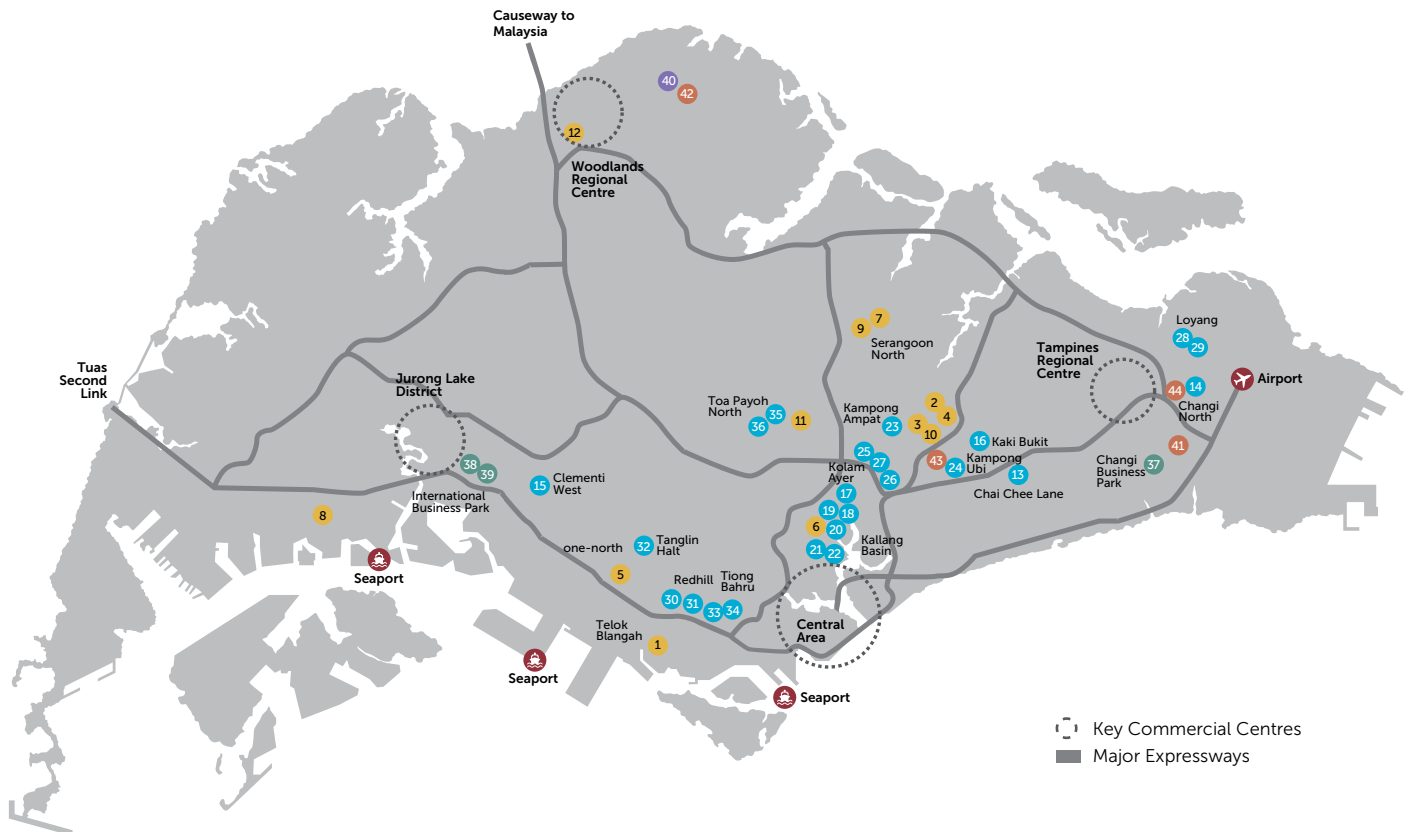 Causeway to
Malaysia
40
42
12
Woodlands
Regional
Centre
Loyang
28
29
7
9
Serangoon
North
Tampines
Regional
Centre
Tuas
Second
Link
Jurong Lake
District
Airport
44
14
Changi
North
Toa Payoh
North
35
36
11
Kampong
Ampat
23
2
4
3
10
16
Kaki Bukit
41
Changi
Business
Park
37
25
27
26
Kolam
Ayer
43
24
Kampong
Ubi
13
Chai Chee Lane
38
39
International
Business Park
15
Clementi
West
17
19
18
6
20
21
22
Kallang
Basin
8
Seaport
one-north
32
Tanglin
Halt
5
Redhill
Tiong
Bahru
30
31
33
34
Central
Area
Telok
Blangah
1
Seaport
Seaport
Key Commercial Centres
Major Expressways